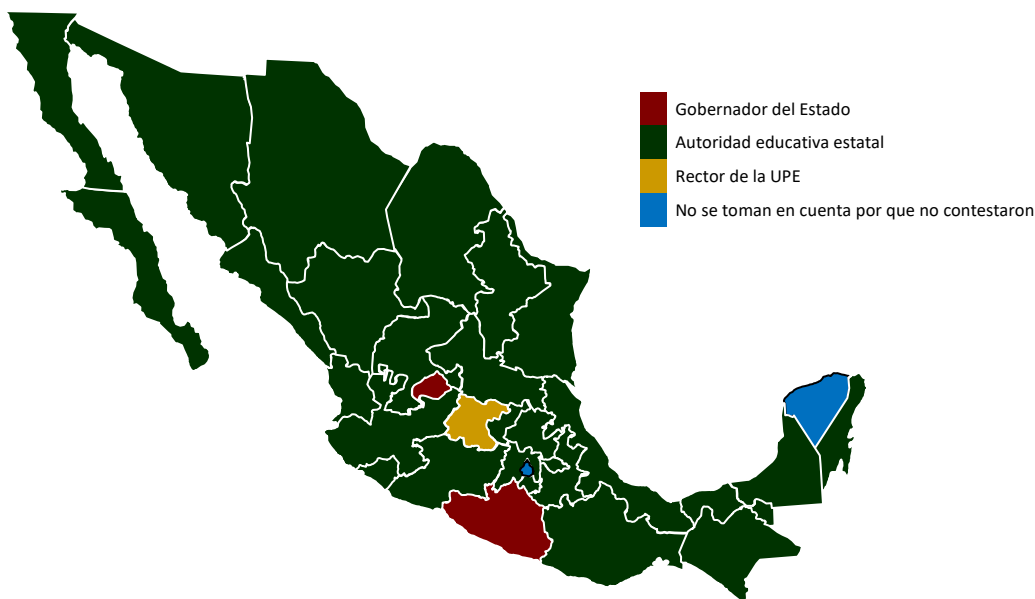 Gobernador del Estado
Autoridad educativa estatal
Rector de la UPE
No se toman en cuenta por que no contestaron